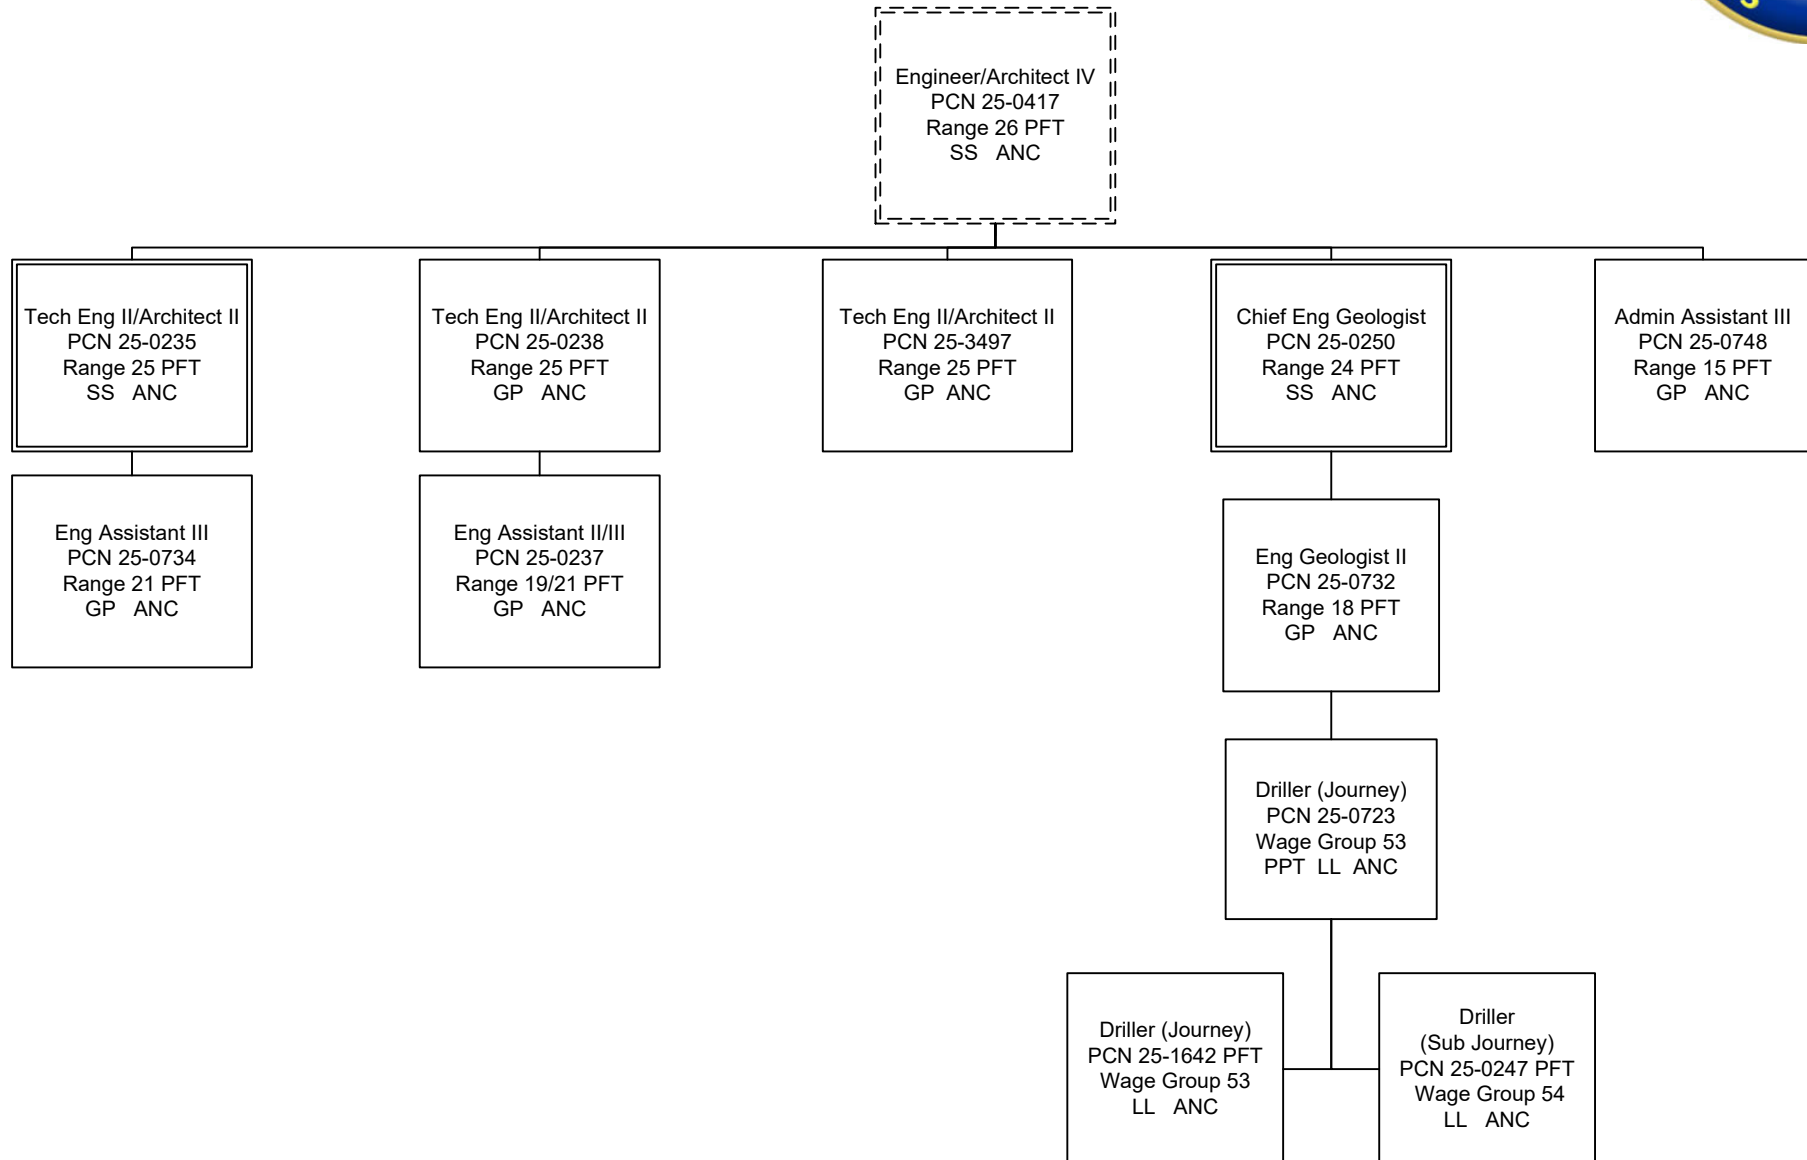 Engineer/Architect IV
PCN 25-0417
Range 26 PFT
SS ANC
Tech Eng II/Architect II
PCN 25-0235
Range 25 PFT
SS ANC
Tech Eng II/Architect II
PCN 25-0238
Range 25 PFT
GP ANC
Tech Eng II/Architect II
PCN 25-3497
Range 25 PFT
GP ANC
Chief Eng Geologist
PCN 25-0250
Range 24 PFT
SS ANC
Admin Assistant III
PCN 25-0748
Range 15 PFT
GP ANC
Eng Assistant III
PCN 25-0734
Range 21 PFT
GP ANC
Eng Assistant II/III
PCN 25-0237
Range 19/21 PFT
GP ANC
Eng Geologist II
PCN 25-0732
Range 18 PFT
GP ANC
Driller (Journey)
PCN 25-0723
Wage Group 53
PPT LL ANC
Driller (Journey)
PCN 25-1642 PFT
Wage Group 53
LL ANC
Driller
(Sub Journey)
PCN 25-0247 PFT
Wage Group 54
LL ANC